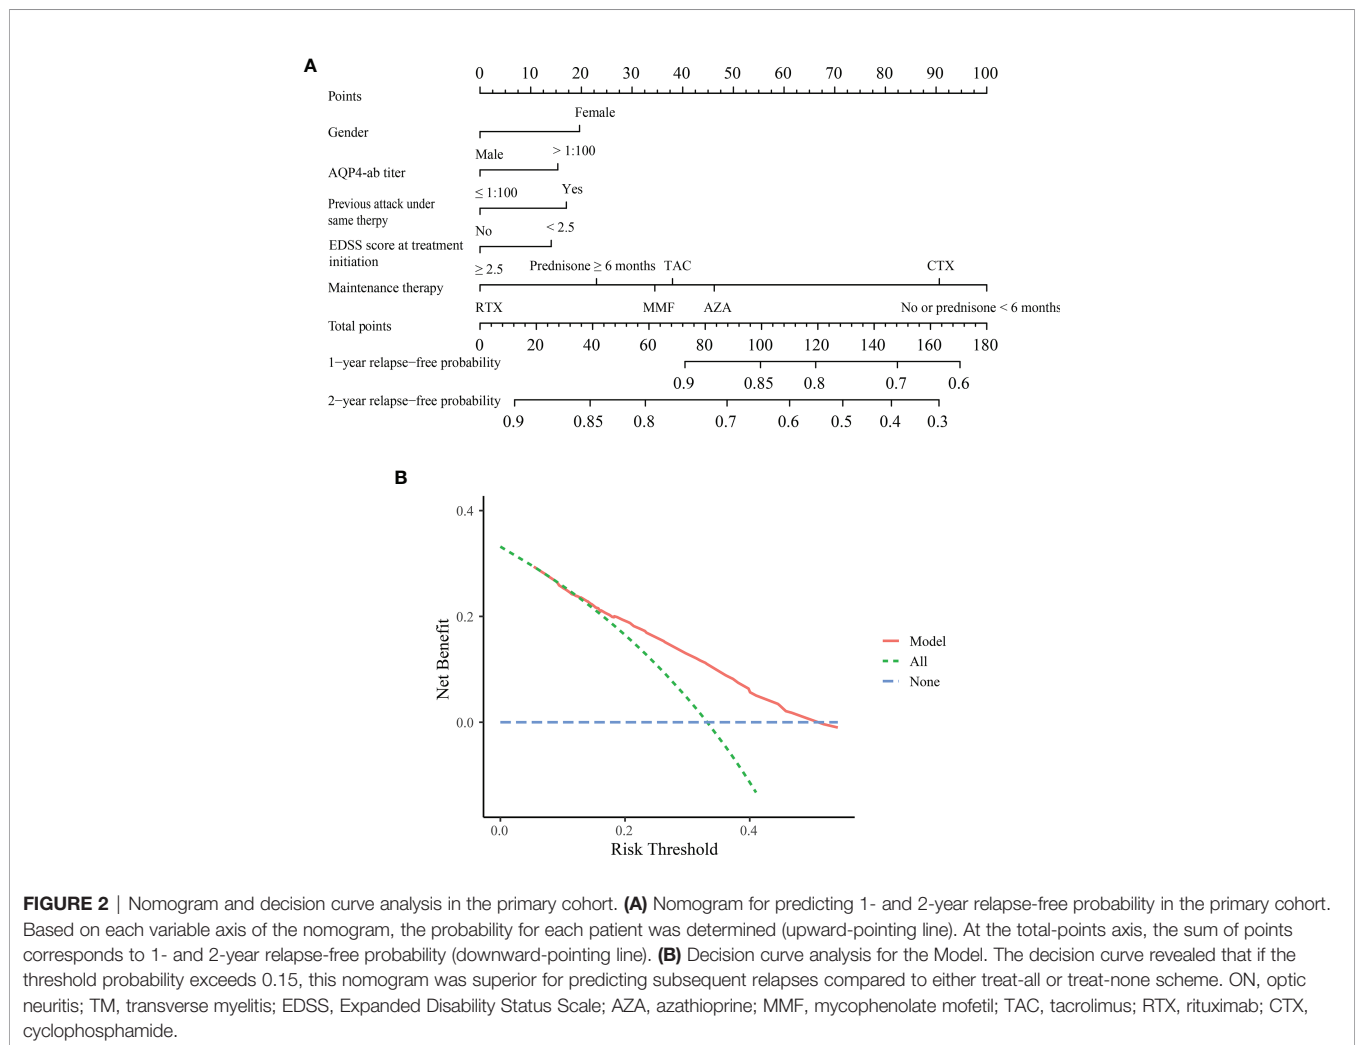 A
0 10 20 30 40 50 60 70 80 90 100
Points
Female
Gender
Male
> 1:100
AQP4-ab titer
≤ 1:100
Yes
Previous attack under
same therpy
No
< 2.5
EDSS score at treatment
initiation
≥ 2.5
Prednisone ≥ 6 months TAC CTX
Maintenance therapy
RTX MMF AZA No or prednisone < 6 months
Total points
0 20 40 60 80 100 120 140 160 180
1−year relapse−free probability
0.9 0.85 0.8 0.7 0.6
2−year relapse−free probability
0.9 0.85 0.8 0.7 0.6 0.5 0.4 0.3
B
0.4
0.2
0.0
Net Benefit
0.0 0.2 0.4
Risk Threshold
Model
All
None
FIGURE 2 | Nomogram and decision curve analysis in the primary cohort. (A) Nomogram for predicting 1- and 2-year relapse-free probability in the primary cohort.
Based on each variable axis of the nomogram, the probability for each patient was determined (upward-pointing line). At the total-points axis, the sum of points
corresponds to 1- and 2-year relapse-free probability (downward-pointing line). (B) Decision curve analysis for the Model. The decision curve revealed that if the
threshold probability exceeds 0.15, this nomogram was superior for predicting subsequent relapses compared to either treat-all or treat-none scheme. ON, optic
neuritis; TM, transverse myelitis; EDSS, Expanded Disability Status Scale; AZA, azathioprine; MMF, mycophenolate mofetil; TAC, tacrolimus; RTX, rituximab; CTX,
cyclophosphamide.